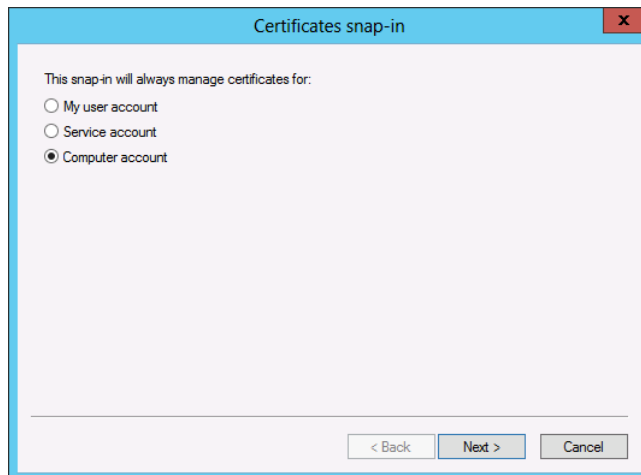 Certificates snap-in
x
This snap-in will always manage certificates for:
My user account
Service account
Computer account
< Back Next > Cancel